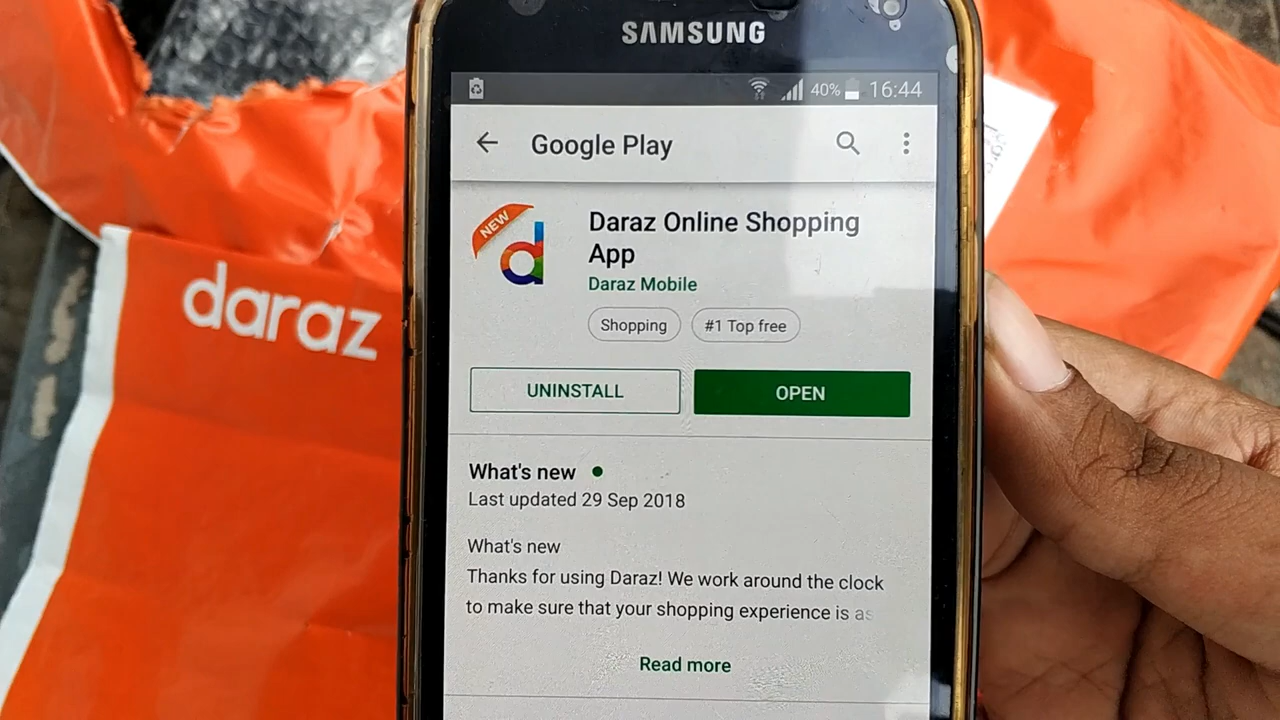 SAMSUNG
40% 16:44
Google Play
NEW
Daraz Online Shopping
App
Daraz Mobile
Shopping #1 Top free
UNINSTALL OPEN
What's new
Last updated 29 Sep 2018
What's new
Thanks for using Daraz! We work around the clock
to make sure that your shopping experience is as
Read more
daraz